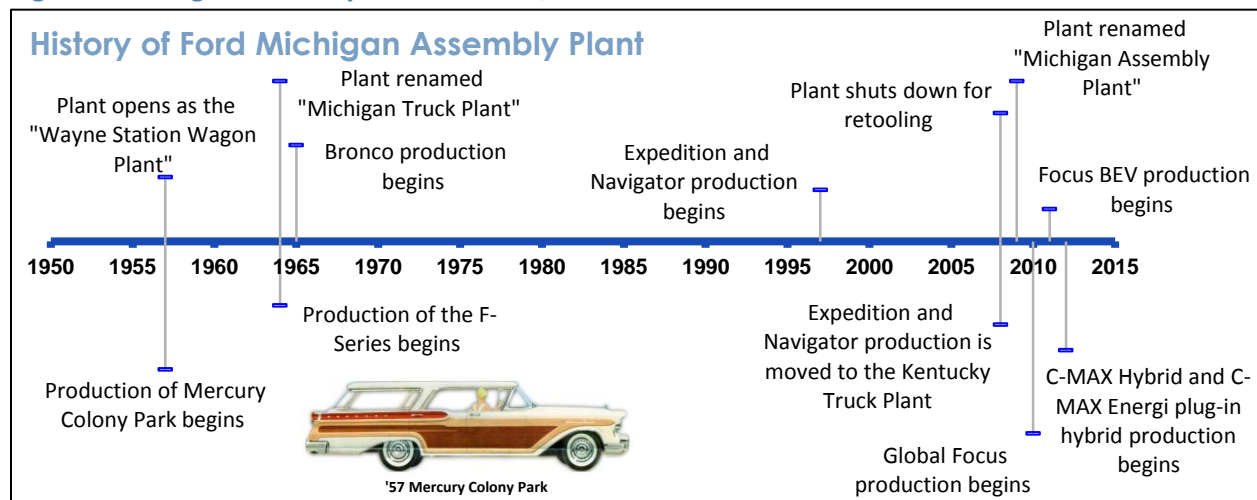 History of Ford Michigan Assembly Plant
Plant opens as the
"Wayne Station Wagon
Plant"
Plant renamed
"Michigan Truck Plant"
Bronco production
begins
Expedition and
Navigator production
begins
Plant shuts down for
retooling
Plant renamed
"Michigan Assembly
Plant"
Focus BEV production
begins
1950 1955 1960 1965 1970 1975 1980 1985 1990 1995 2000 2005 2010 2015
Production of Mercury
Colony Park begins
Production of the F-
Series begins
'57 Mercury Colony Park
Expedition and
Navigator production is
moved to the Kentucky
Truck Plant
Global Focus
production begins
C-MAX Hybrid and C-
MAX Energi plug-in
hybrid production
begins